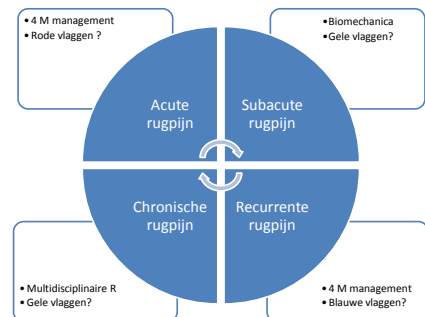 • 4 M management
• Rode vlaggen ?
•Biomechanica
•Gele vlaggen?
Acute
rugpijn
Subacute
rugpijn
Chronische
rugpijn
Recurrente
rugpijn
• Multidisciplinaire R
• Gele vlaggen?
• 4 M management
• Blauwe vlaggen?